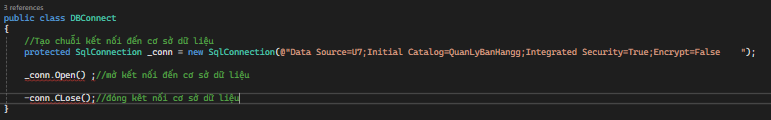 3 references
public class DBConnect
{
//Tạo chuỗi kết nối đến cơ sở dữ liệu
protected SqlConnection _conn = new SqlConnection(@"Data Source=U7;Initial Catalog=QuanLyBanHangg;Integrated Security=True;Encrypt=False    ");
_conn.Open() ;//mở kết nối đến cơ sở dữ liệu
-conn.CLose();//đóng kết nối cơ sở dữ liệu
}